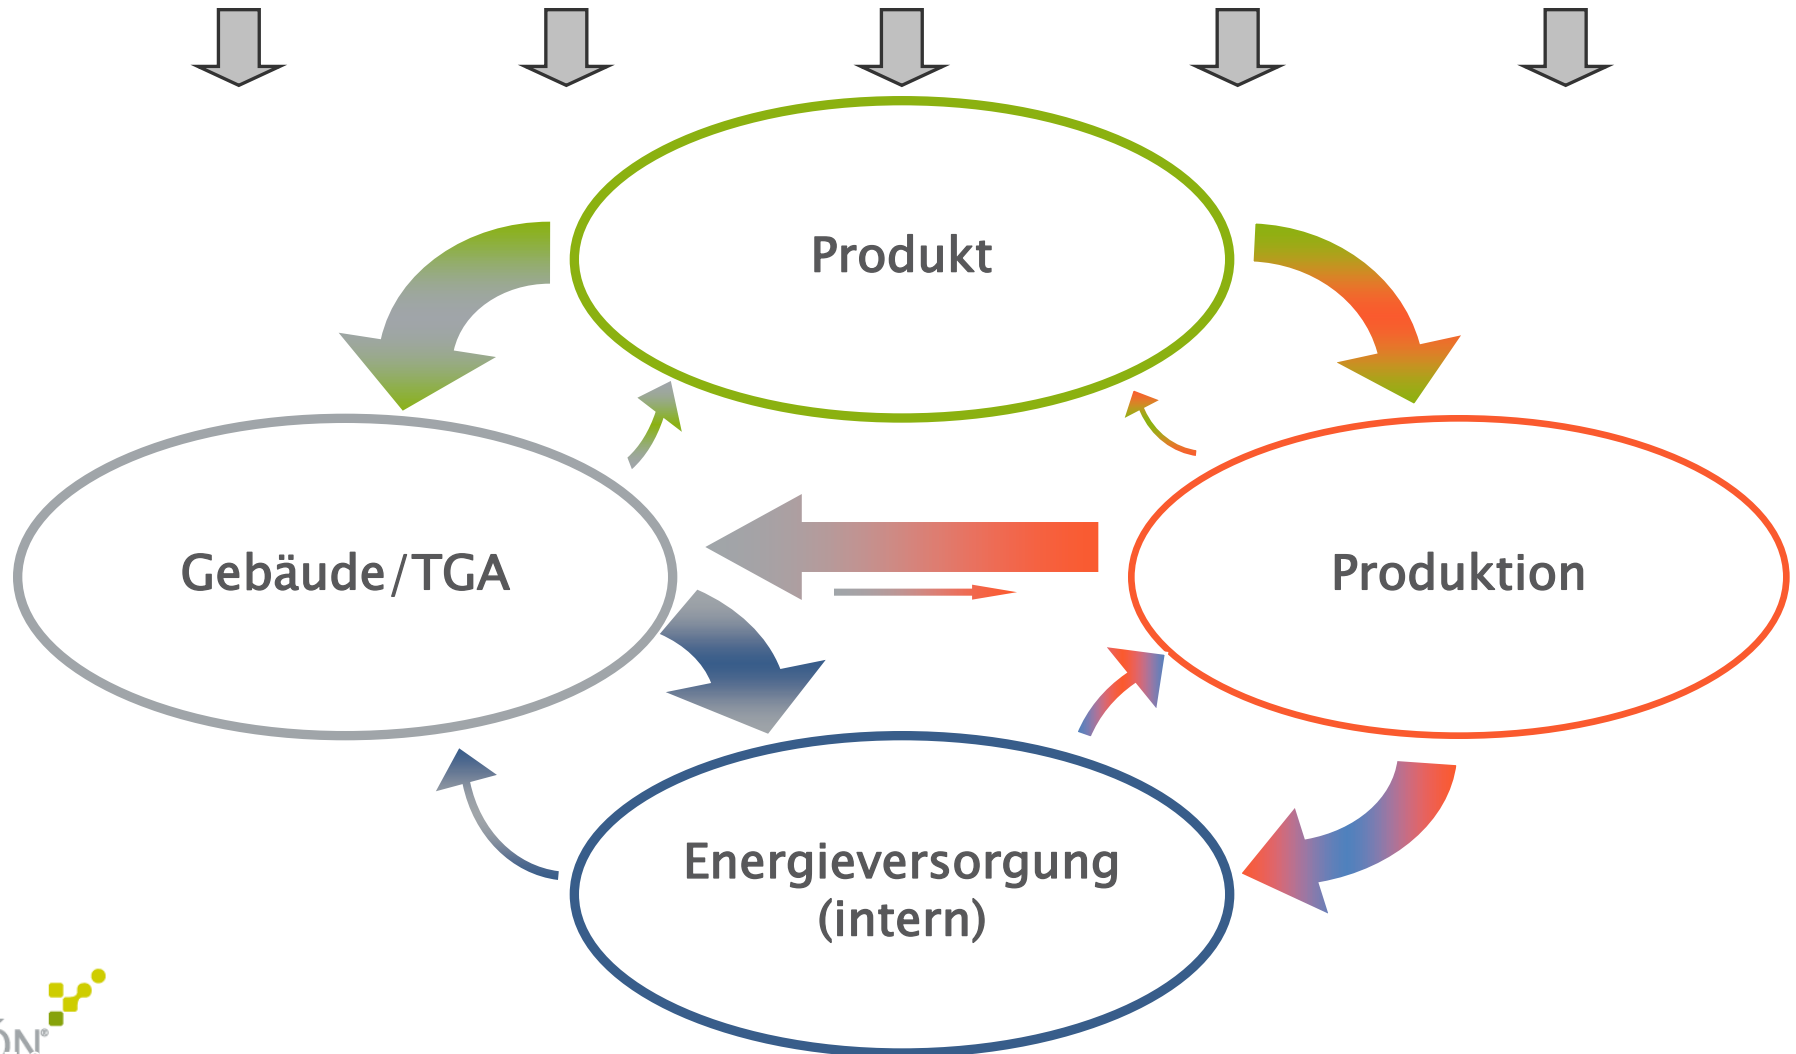 Produkt
Gebäude/TGA
Produktion
Energieversorgung
(intern)